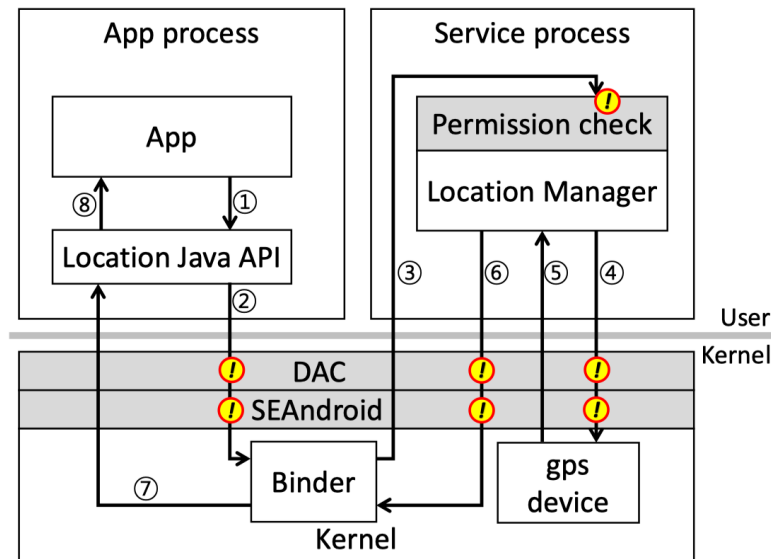 App process
Service process
!
Permission check
App
Location Manager
⑧
①
Location Java API
③
⑥
⑤
④
②
User
Kernel
!
DAC
!
!
!
SEAndroid
!
!
Binder
gps
device
⑦
Kernel